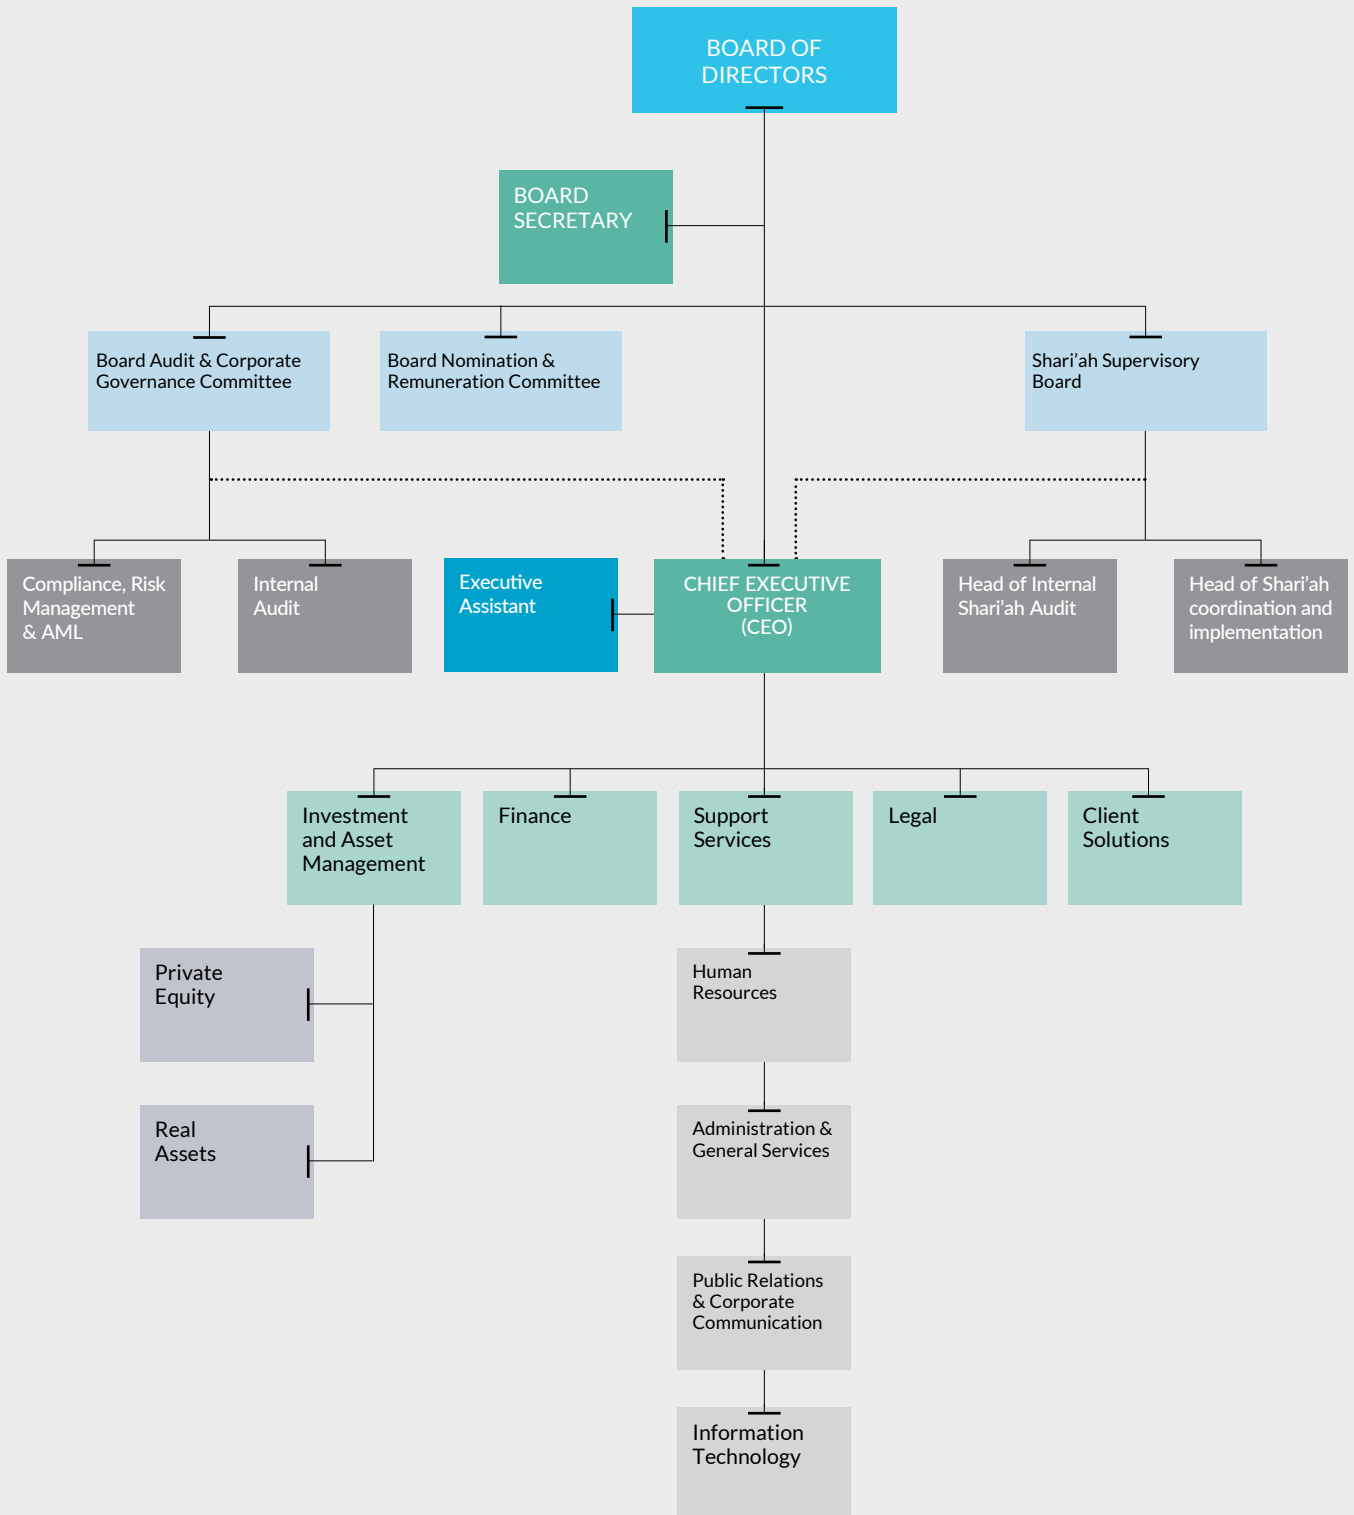 BOARD OF
DIRECTORS
BOARD
SECRETARY
Board Audit & Corporate
Governance Committee
Board Nomination &
Remuneration Committee
Shari’ah Supervisory
Board
Compliance, Risk
Management
& AML
Internal
Audit
Executive
Assistant
CHIEF EXECUTIVE
OFFICER
(CEO)
Head of Internal
Shari’ah Audit
Head of Shari’ah
coordination and
implementation
Investment
and Asset
Management
Finance
Support
Services
Legal
Client
Solutions
Private
Equity
Human
Resources
Real
Assets
Administration &
General Services
Public Relations
& Corporate
Communication
Information
Technology